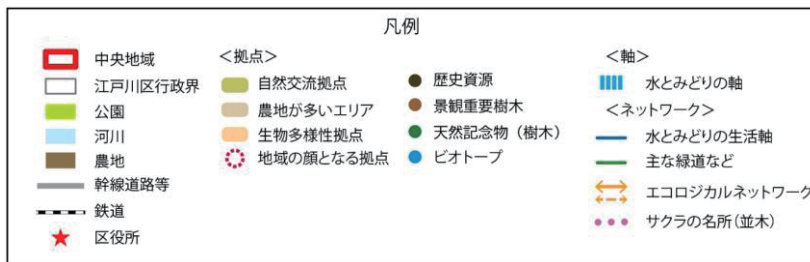 凡例
中央地域
江戸川区行政界
公園
河川
農地
幹線道路等
鉄道
区役所
<拠点>
自然交流拠点
農地が多いエリア
生物多様性拠点
地域の顔となる拠点
歴史資源
景観重要樹木
天然記念物（樹木）
ビオトープ
<軸>
水とみどりの軸
<ネットワーク>
水とみどりの生活軸
主な緑道など
エコロジカルネットワーク
サクラの名所(並木)